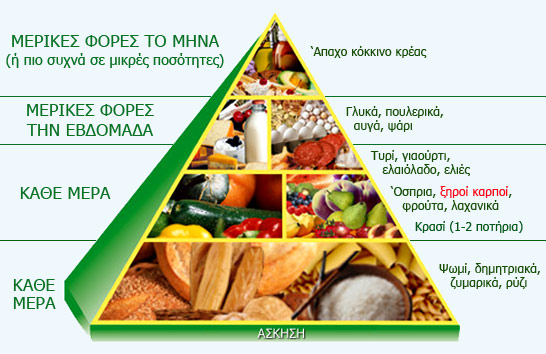 ΜΕΡΙΚΕΣ ΦΟΡΕΣ ΤΟ ΜΗΝΑ
(ή πιο συχνά σε μικρές ποσότητες)
‘Απαχο κόκκινο κρέας
ΜΕΡΙΚΕΣ ΦΟΡΕΣ
ΤΗΝ ΕΒΔΟΜΑΔΑ
Γλυκά, πουλερικά,
αυγά, ψάρι
ΚΑΘΕ ΜΕΡΑ
Τυρί, γιαούρτι,
ελαιόλαδο, ελιές
‘Οσπρια, ξηροί καρποί,
φρούτα, λαχανικά
Κρασί (1-2 ποτήρια)
ΚΑΘΕ
ΜΕΡΑ
Ψωμί, δημητριακά,
ζυμαρικά, ρύζι
ΑΣΚΗΣΗ